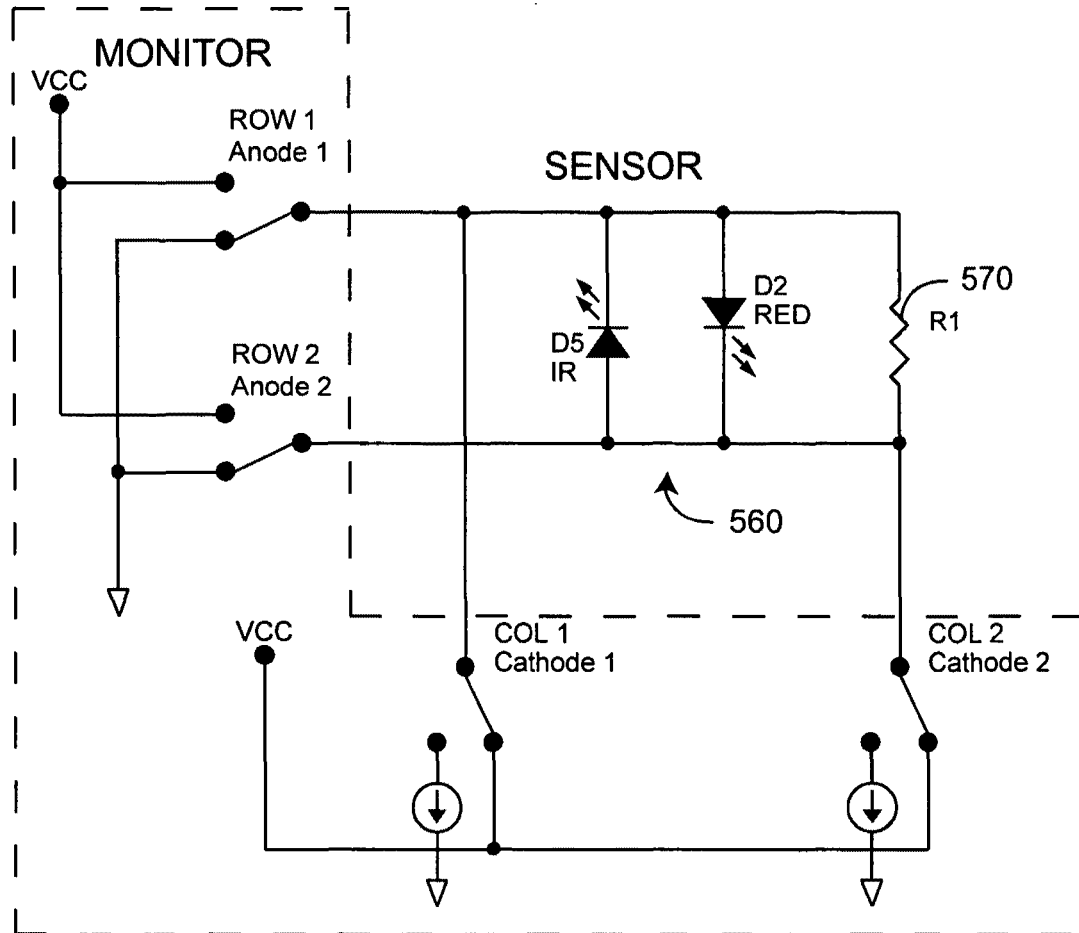 MONITOR
VCC
ROW 1
Anode 1
SENSOR
D2
RED
570
R1
D5
IR
ROW 2
Anode 2
560
VCC
COL 1
Cathode 1
COL 2
Cathode 2